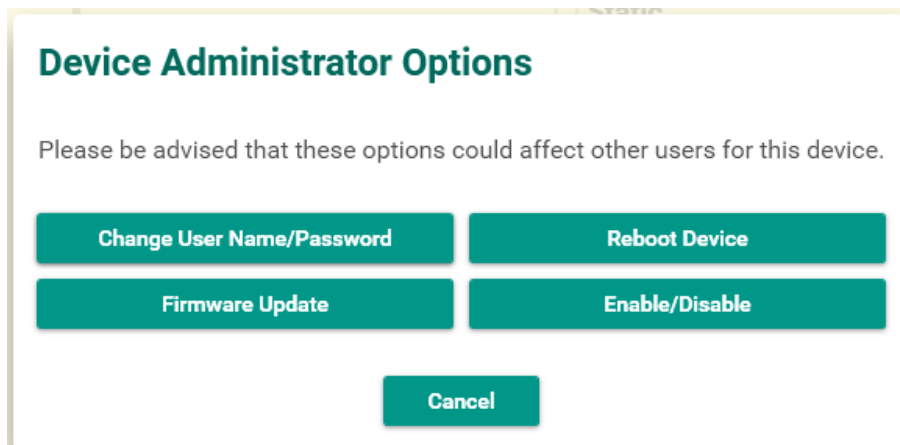 Static
Device Administrator Options
Please be advised that these options could affect other users for this device.
Change User Name/Password
Reboot Device
Firmware Update
Enable/Disable
Cancel